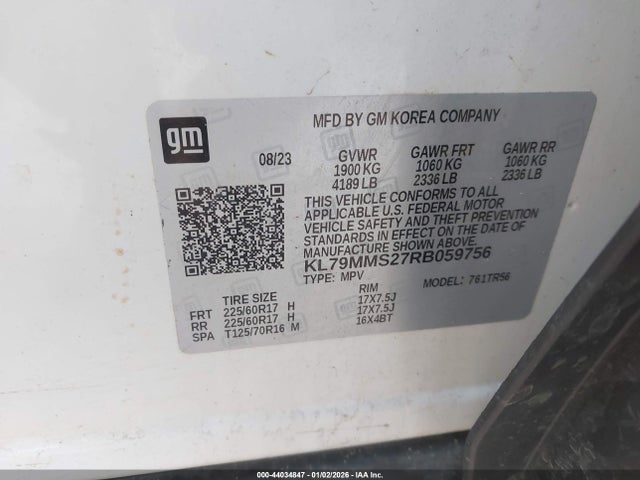 MFD BY GM KOREA COMPANY
gm
08/23 GVWR GAWR FRT GAWR RR
1900 KG 1060 KG 1060 KG
4189 LB 2336 LB 2336 LB
THIS VEHICLE CONFORMS TO ALL
APPLICABLE U.S. FEDERAL MOTOR
VEHICLE SAFETY AND THEFT PREVENTION
STANDARDS IN EFFECT ON THE DATE OF
MANUFACTURE SHOWN ABOVE.
KL79MMS27RB059756
TYPE: MPV MODEL: 761TR56
TIRE SIZE RIM
FRT 225/60R17 H 17X7.5J
RR 225/60R17 H 17X7.5J
SPA T125/70R16 M 16X4BT
000-44034847 - 01/02/2026 - IAA4847